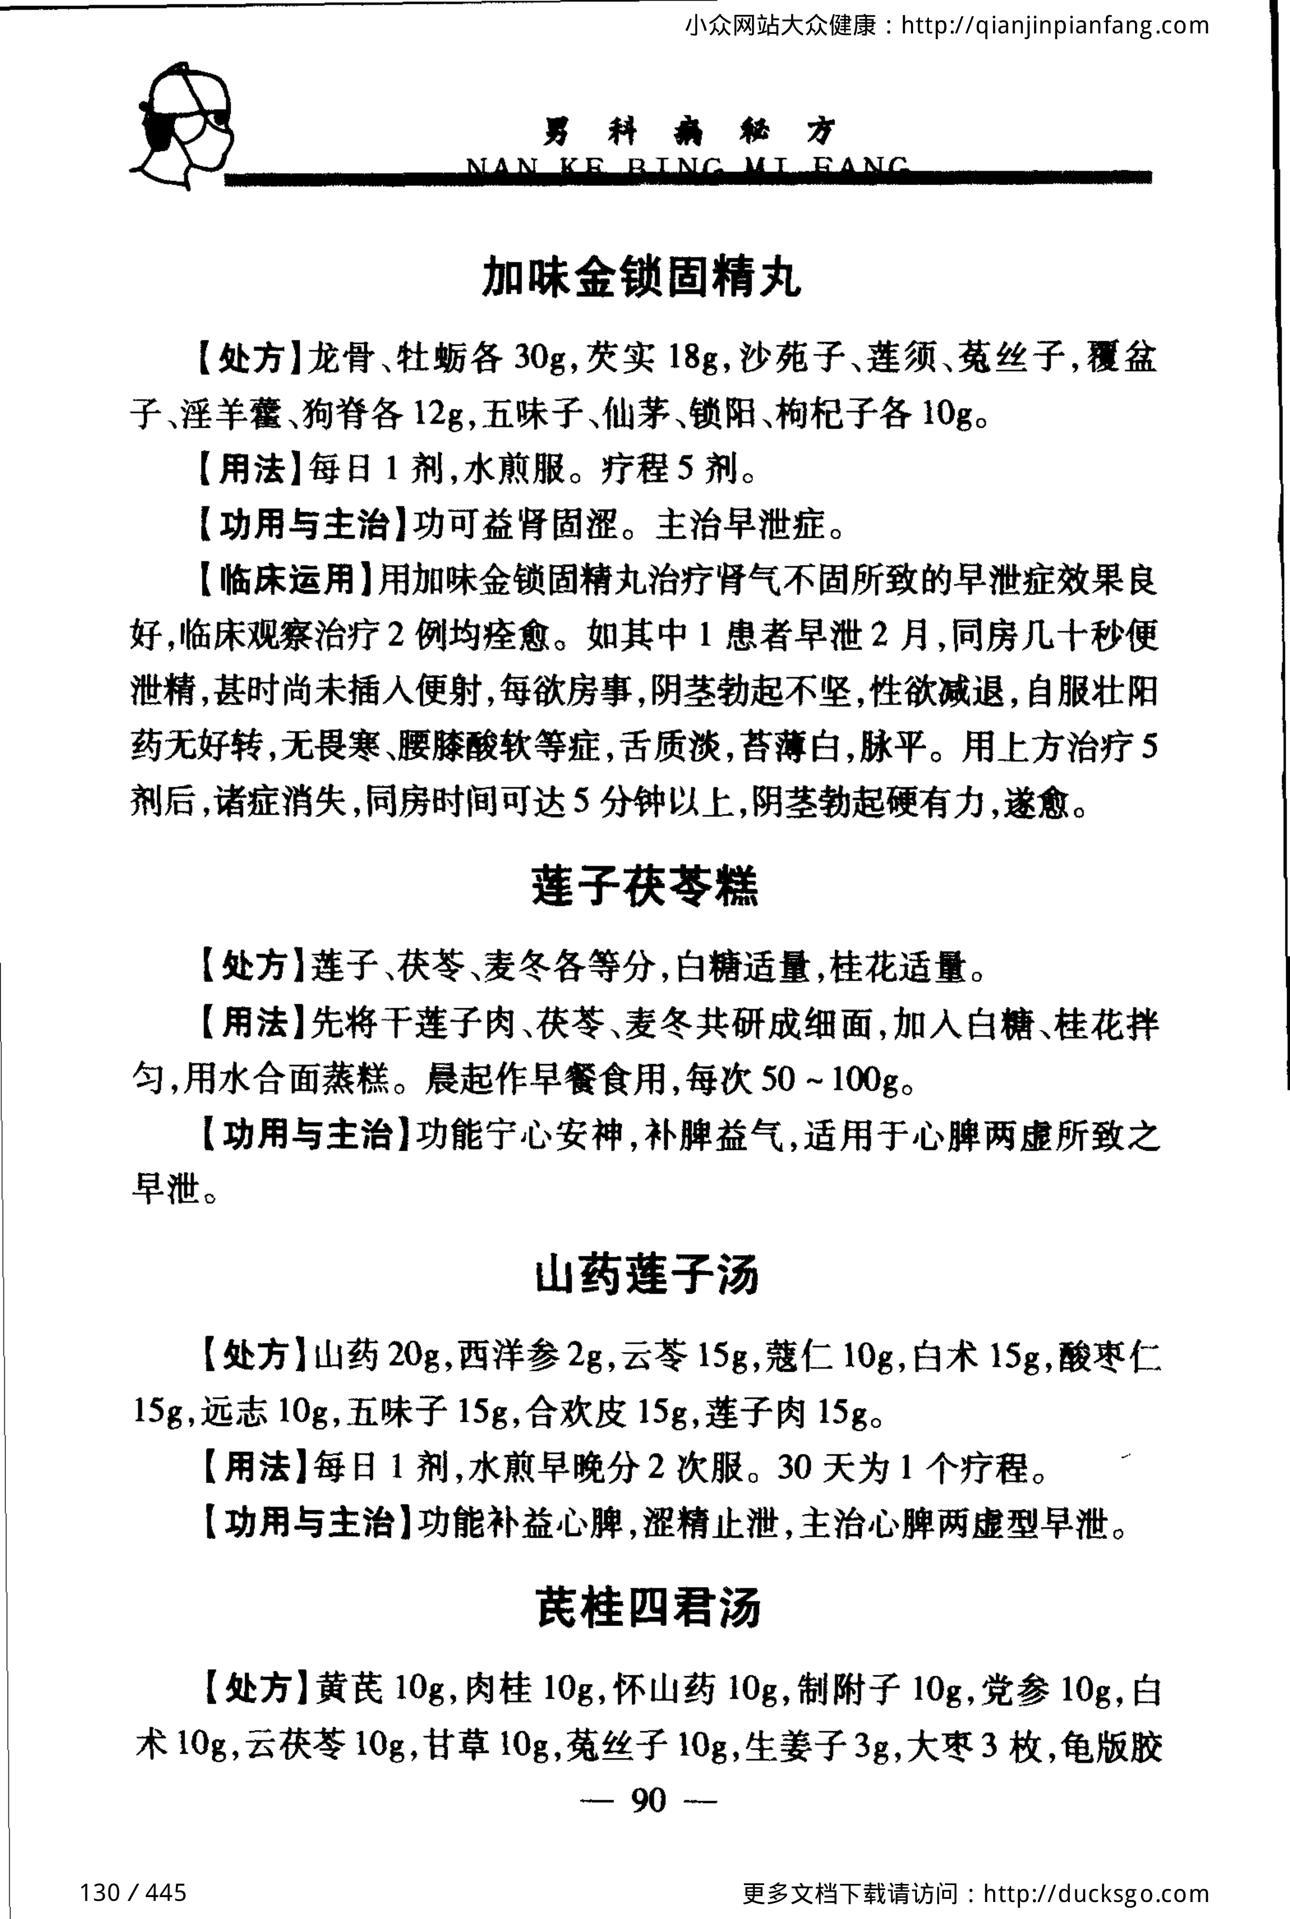 小众网站大众健康：http://qianjinpianfang.com
男科病秘方
NAN KE BING MI FANG
加味金锁固精丸
【处方】龙骨、牡蛎各 30g,芡实 18g,沙苑子、莲须、菟丝子,覆盆
子、淫羊藿、狗脊各 12g,五味子、仙茅、锁阳、枸杞子各 10g。
【用法】每日 1 剂,水煎服。疗程 5 剂。
【功用与主治】功可益肾固涩。主治早泄症。
【临床运用】用加味金锁固精丸治疗肾气不固所致的早泄症效果良
好,临床观察治疗 2 例均痊愈。如其中 1 患者早泄 2 月,同房几十秒便
泄精,甚时尚未插入便射,每欲房事,阴茎勃起不坚,性欲减退,自服壮阳
药无好转,无畏寒、腰膝酸软等症,舌质淡,苔薄白,脉平。用上方治疗 5
剂后,诸症消失,同房时间可达 5 分钟以上,阴茎勃起硬有力,遂愈。
莲子茯苓糕
【处方】莲子、茯苓、麦冬各等分,白糖适量,桂花适量。
【用法】先将干莲子肉、茯苓、麦冬共研成细面,加入白糖、桂花拌
匀,用水合面蒸糕。晨起作早餐食用,每次 50 ~ 100g。
【功用与主治】功能宁心安神,补脾益气,适用于心脾两虚所致之
早泄。
山药莲子汤
【处方】山药 20g,西洋参 2g,云苓 15g,蔻仁 10g,白术 15g,酸枣仁
15g,远志 10g,五味子 15g,合欢皮 15g,莲子肉 15g。
【用法】每日 1 剂,水煎早晚分 2 次服。30 天为 1 个疗程。
【功用与主治】功能补益心脾,涩精止泄,主治心脾两虚型早泄。
芪桂四君汤
【处方】黄芪 10g,肉桂 10g,怀山药 10g,制附子 10g,党参 10g,白
术 10g,云茯苓 10g,甘草 10g,菟丝子 10g,生姜子 3g,大枣 3 枚,龟版胶
— 90 —
130 / 445
更多文档下载请访问：http://ducksgo.com